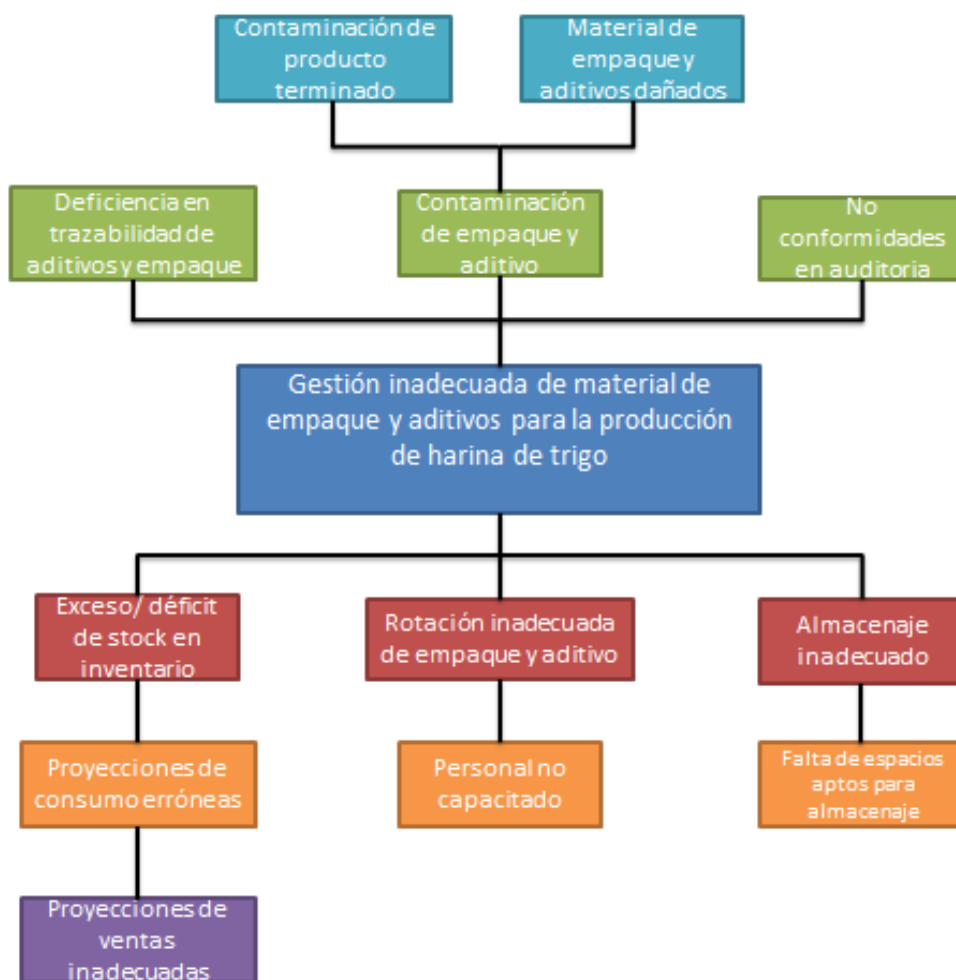 Contaminación de
producto
terminado
Material de
empaque y
aditivos dañados
Deficiencia en
trazabilidad de
aditivos y empaque
Contaminación
de empaque y
aditivo
No
conformidades
en auditoria
Gestión inadecuada de material de
empaque y aditivos para la producción
de harina de trigo
Exceso/ déficit
de stock en
inventario
Rotación inadecuada
de empaque y aditivo
Almacenaje
inadecuado
Proyecciones de
consumo erróneas
Personal no
capacitado
Falta de espacios
aptos para
almacenaje
Proyecciones de
ventas
inadecuadas